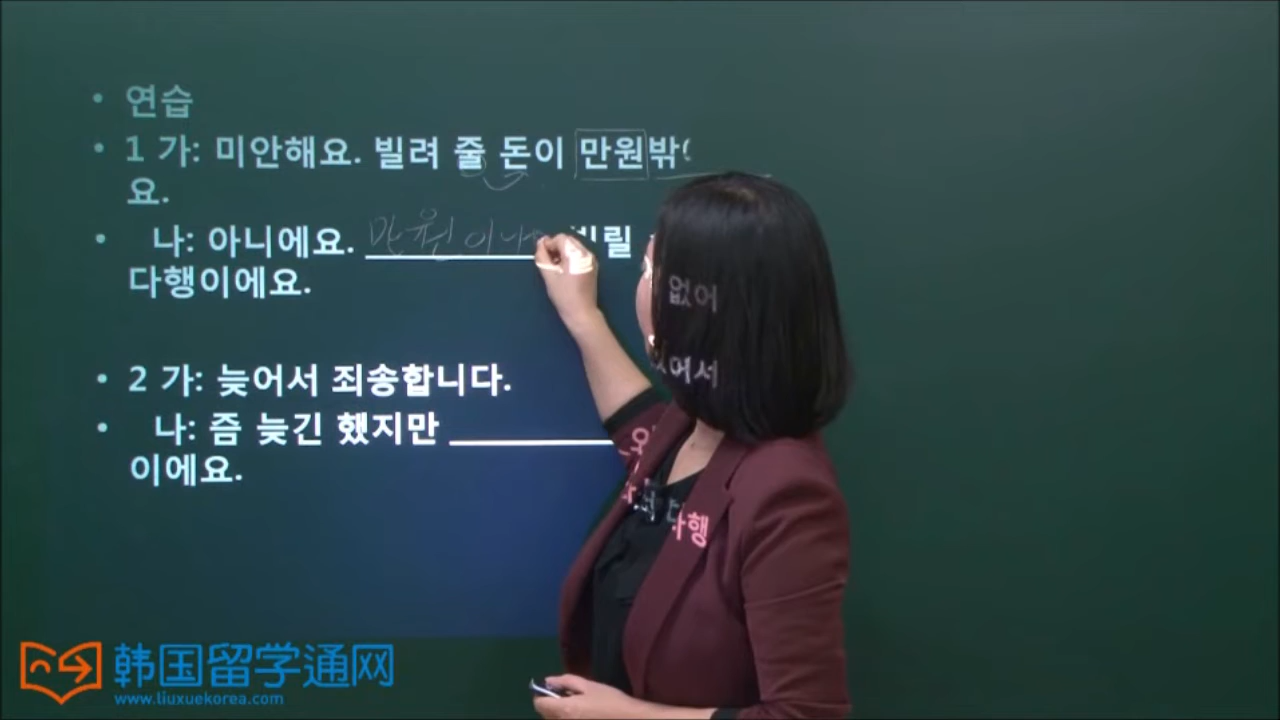 • 연습
• 1 가: 미안해요. 빌려 줄 돈이 만원밖
요.
• 나: 아니에요. 만원이나 빌릴
다행이에요.
없어
어서
• 2 가: 늦어서 죄송합니다.
• 나: 즘 늦긴 했지만
이에요.
다행
韩国留学通网
www.liuxuekorea.com